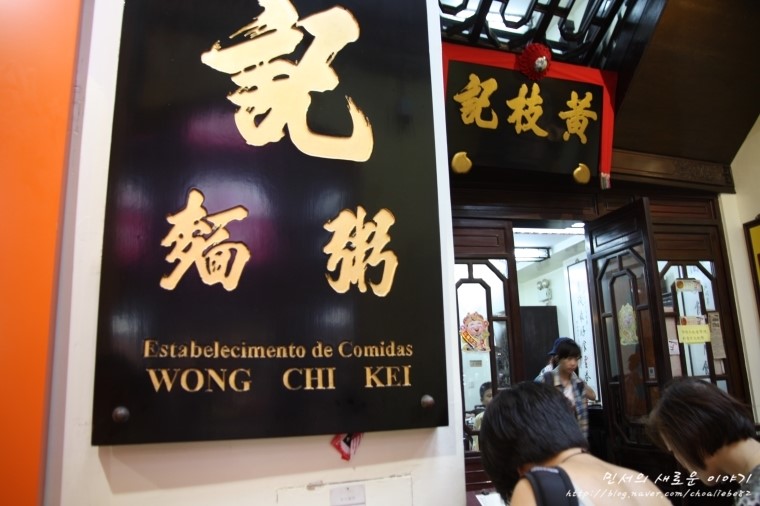 記
粥麵
Estabelecimento de Comidas
WONG CHI KEI
黃枝記
민서의 새로운 이야기
http://blog.naver.com/choaliebe82